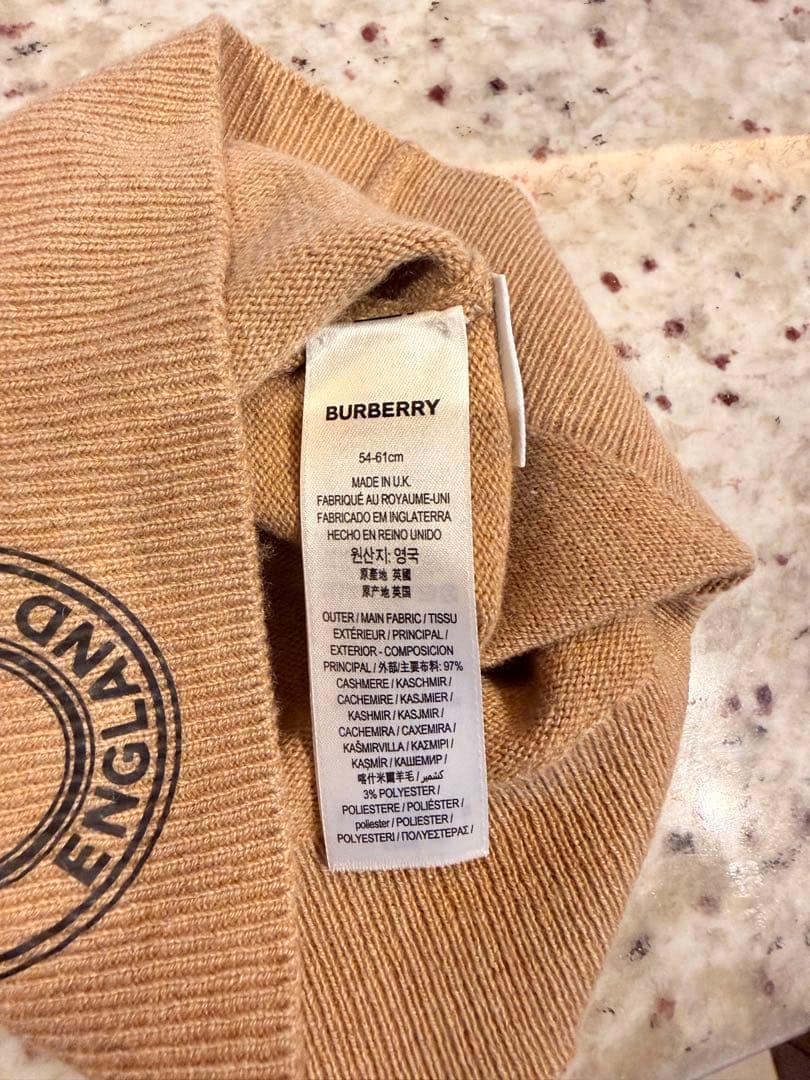 BURBERRY
54-61cm
MADE IN U.K.
FABRIQUÉ AU ROYAUME-UNI
FABRICADO EM INGLATERRA
HECHO EN REINO UNIDO
원산지: 영국
原產地 英國
原产地 英国
OUTER / MAIN FABRIC / TISSU
EXTÉRIEUR / PRINCIPAL /
EXTERIOR - COMPOSITION
PRINCIPAL / 外部/主要布料: 97%
CASHMERE / KASCHMIR /
CACHEMIRE / KASJMIER /
KASHMIR / KASJMIR /
CACHEMIRA / CAXEMIRA /
KAŠMIRVILLA / ΚΑΣΜΙΡΙ /
KAŞMİR / КАШЕМИР /
喀什米爾羊毛 / كشمير /
3% POLYESTER /
POLIESTERE / POLIÉSTER /
poliester / POLYESTER /
POLYESTERI / ΠΟΛΥΕΣΤΕΡΑΣ /
ENGLAND